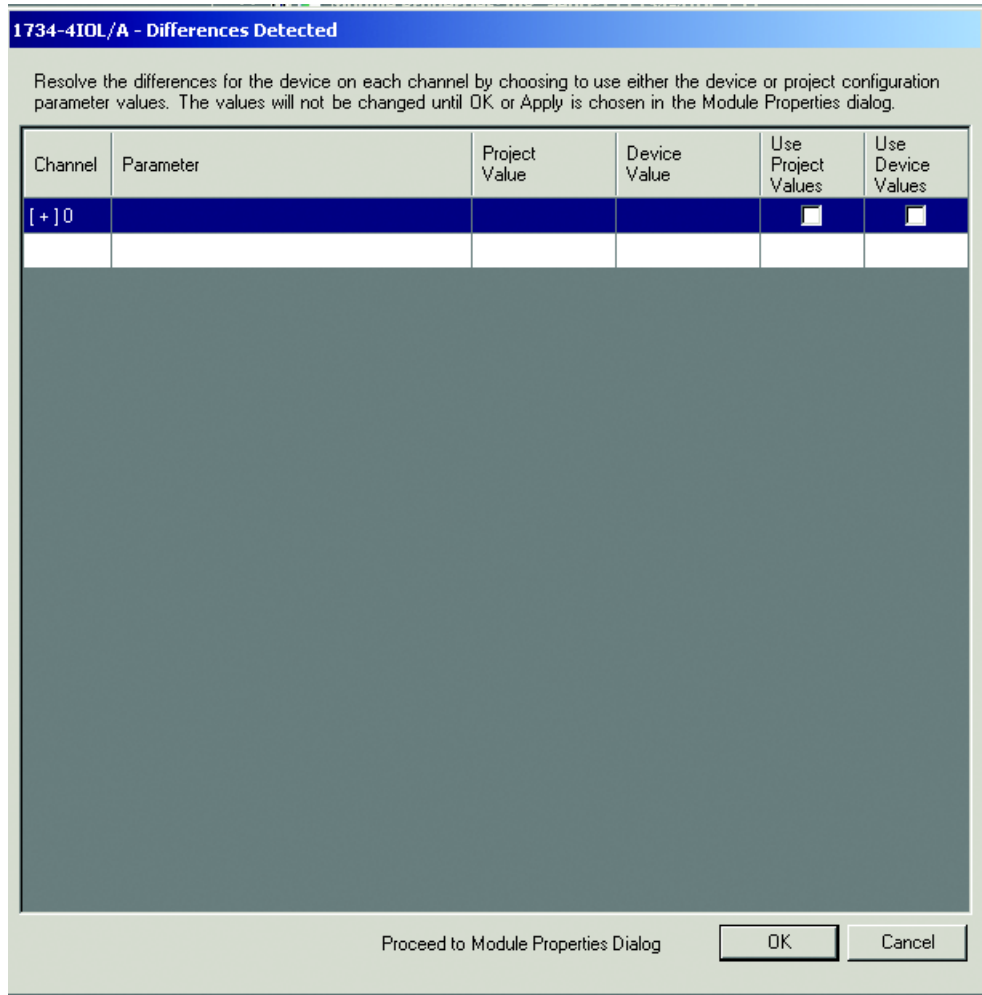 1734-4IOL/A - Differences Detected
Resolve the differences for the device on each channel by choosing to use either the device or project configuration
parameter values. The values will not be changed until OK or Apply is chosen in the Module Properties dialog.
Channel Parameter Project Value Device Value Use Project Values Use Device Values
[+] 0
Proceed to Module Properties Dialog OK Cancel